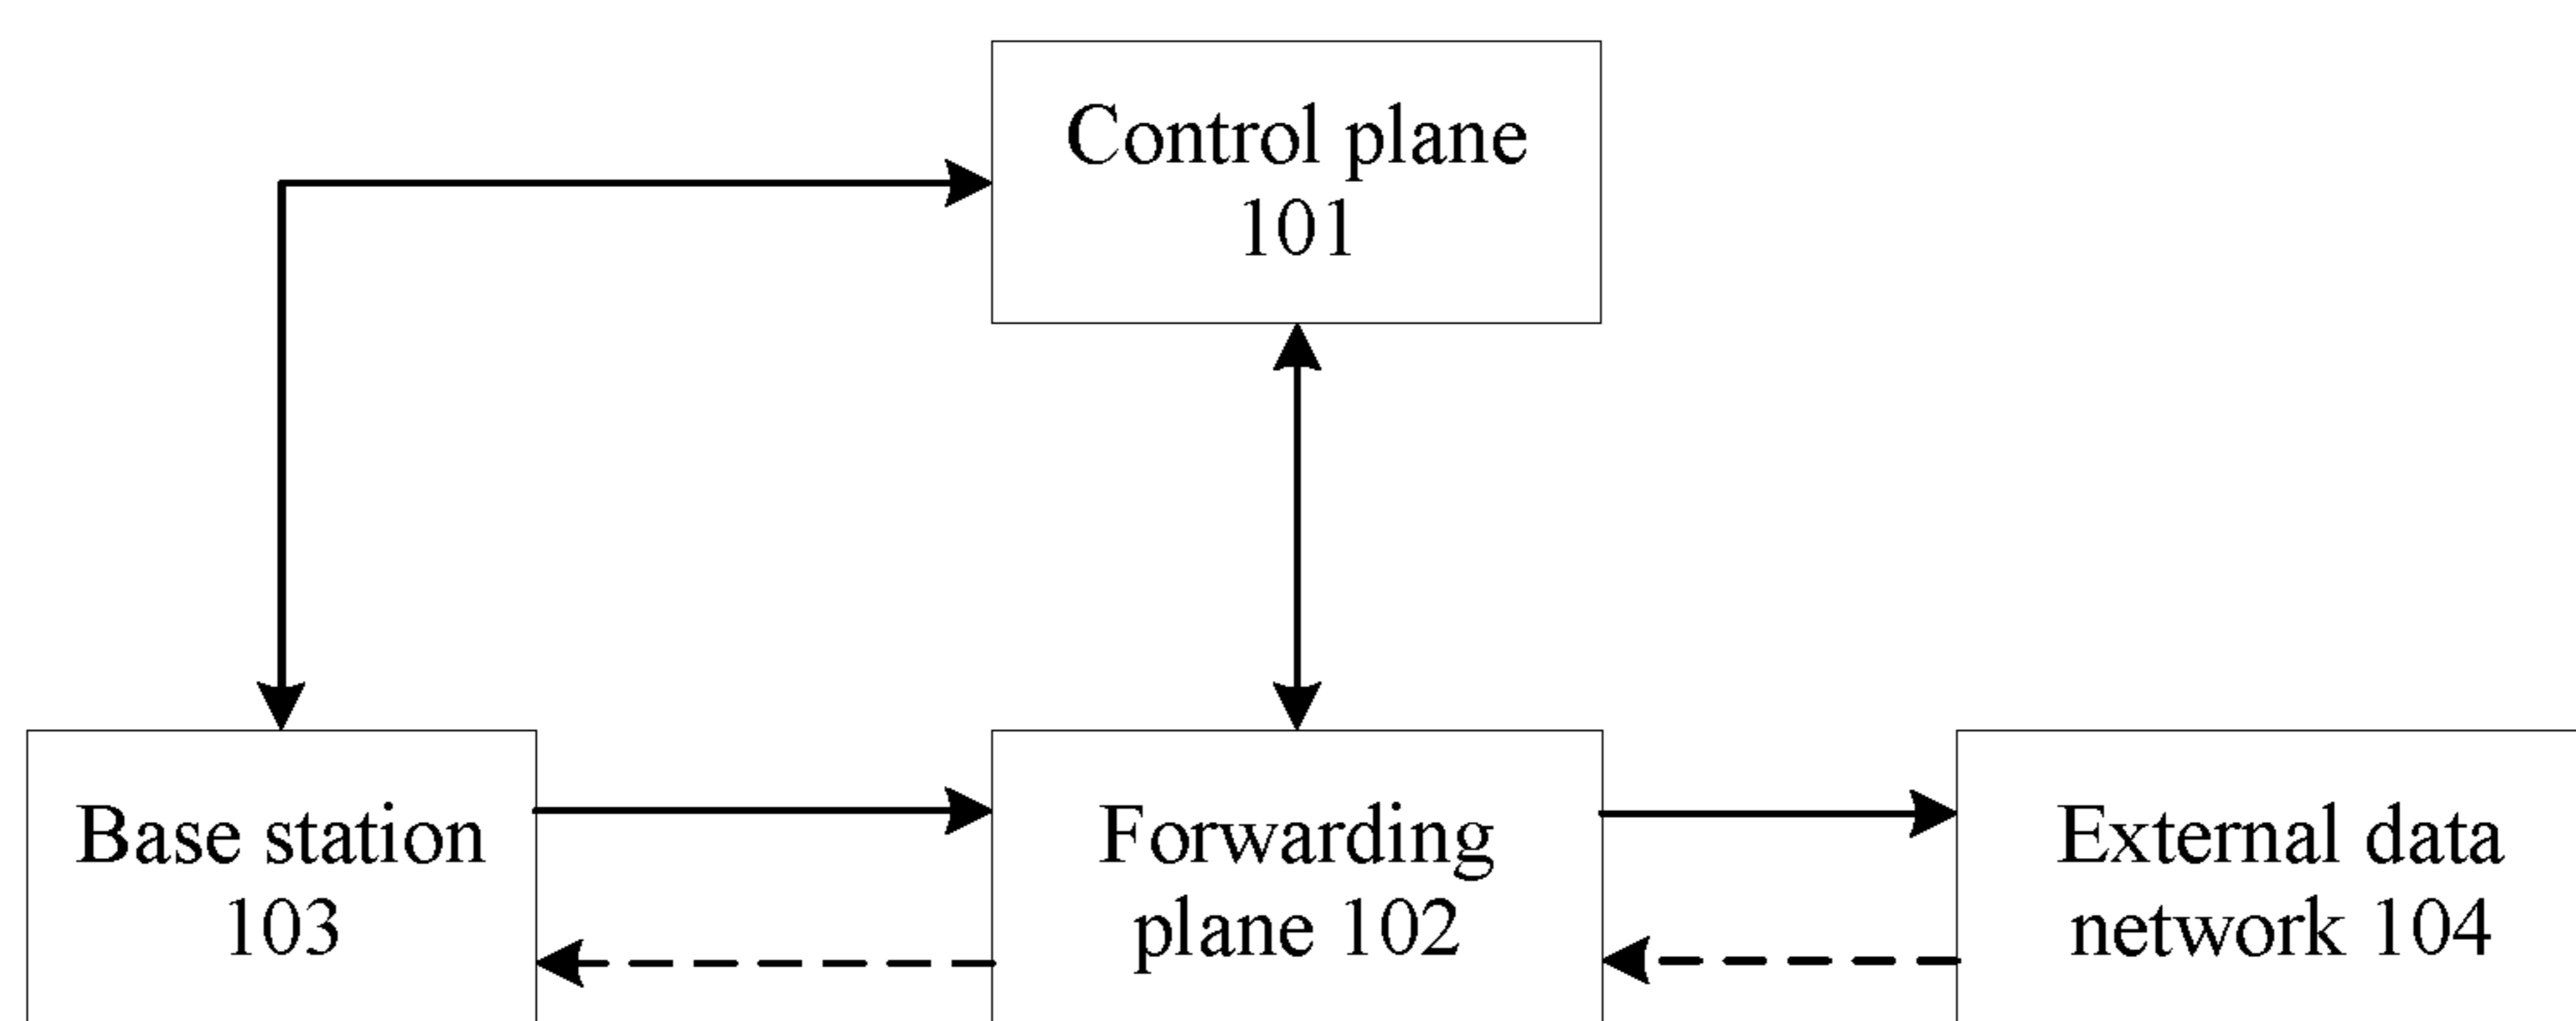 Control plane
101
Base station
103
Forwarding
plane 102
External data
network 104